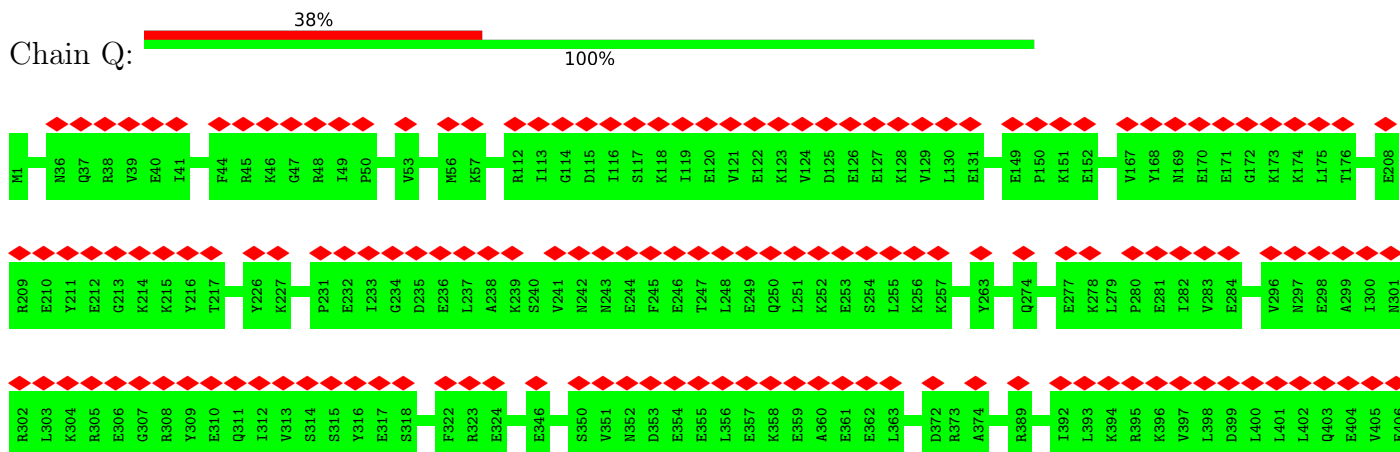 38%
Chain Q:
100%
M1 N36 Q37 R38 V39 E40 I41 F44 R45 K46 G47 R48 I49 P50 V53 M56 K57 R112 I113 G114 D115 I116 S117 K118 I119 E120 V121 E122 K123 V124 D125 E126 E127 K128 V129 L130 E131 E149 P150 K151 E152 V167 Y168 N169 E170 E171 G172 K173 K174 L175 T176 E208
R209 E210 Y211 E212 G213 K214 K215 Y216 T217 Y226 K227 P231 E232 I233 G234 D235 E236 L237 A238 K239 S240 V241 N242 N243 E244 F245 E246 T247 L248 E249 Q250 L251 K252 E253 S254 L255 K256 K257 Y263 Q274 E277 K278 L279 P280 E281 I282 V283 E284 V296 N297 E298 A299 I300 N301
R302 L303 K304 R305 E306 G307 R308 Y309 E310 Q311 I312 V313 S314 S315 Y316 E317 S318 F322 R323 E324 E346 S350 V351 N352 D353 E354 E355 L356 E357 K358 E359 A360 E361 E362 L363 D372 R373 A374 R389 I392 L393 K394 R395 K396 V397 L398 D399 L400 L401 L402 Q403 E404 V405